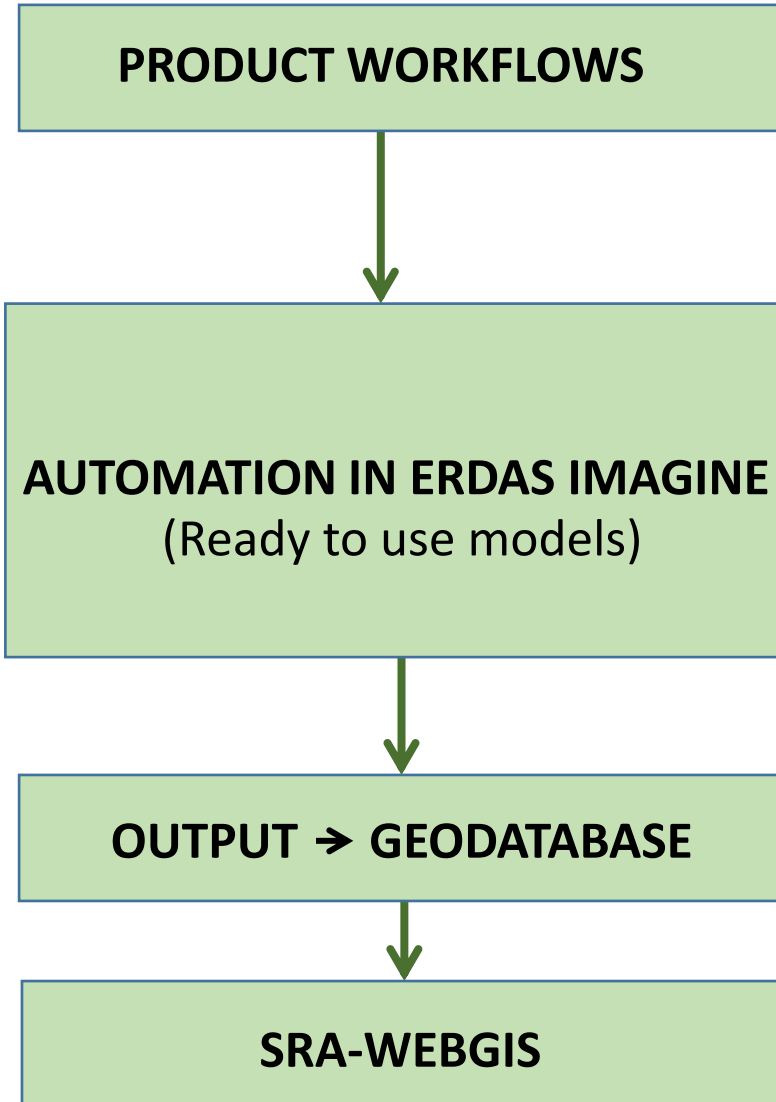 PRODUCT WORKFLOWS
AUTOMATION IN ERDAS IMAGINE
(Ready to use models)
OUTPUT → GEODATABASE
SRA-WEBGIS